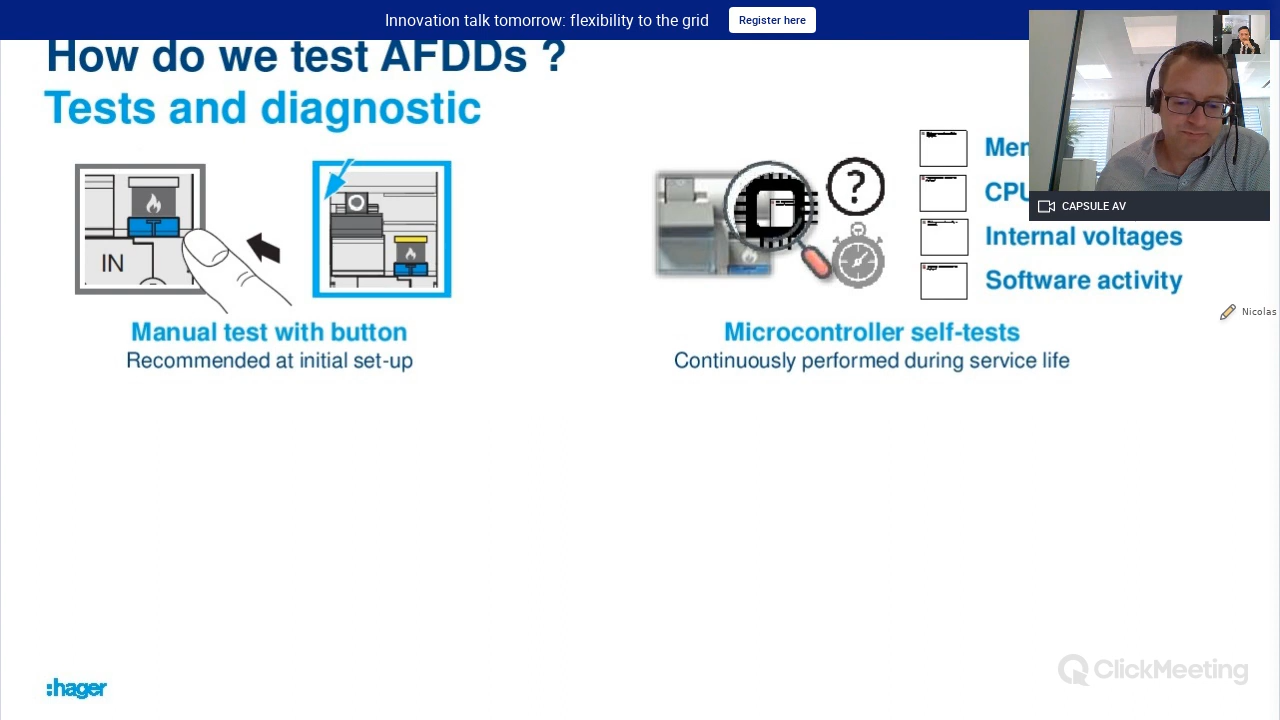 Innovation talk tomorrow: flexibility to the grid
Register here
How do we test AFDDs ?
Tests and diagnostic
IN
Manual test with button
Recommended at initial set-up
?
Internal voltages
Software activity
Microcontroller self-tests
Continuously performed during service life
CAPSULE AV
Nicolas
:hager
ClickMeeting